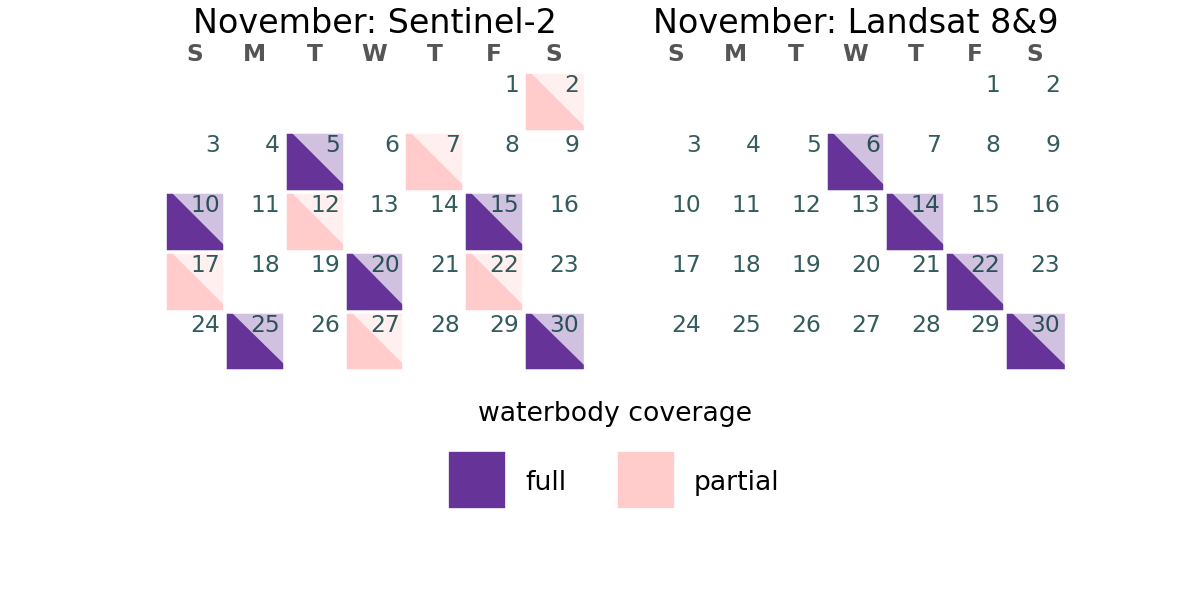 November: Sentinel-2
S M T W T F S
1 2
3 4 5 6 7 8 9
10 11 12 13 14 15 16
17 18 19 20 21 22 23
24 25 26 27 28 29 30
November: Landsat 8&9
S M T W T F S
1 2
3 4 5 6 7 8 9
10 11 12 13 14 15 16
17 18 19 20 21 22 23
24 25 26 27 28 29 30
waterbody coverage
full
partial